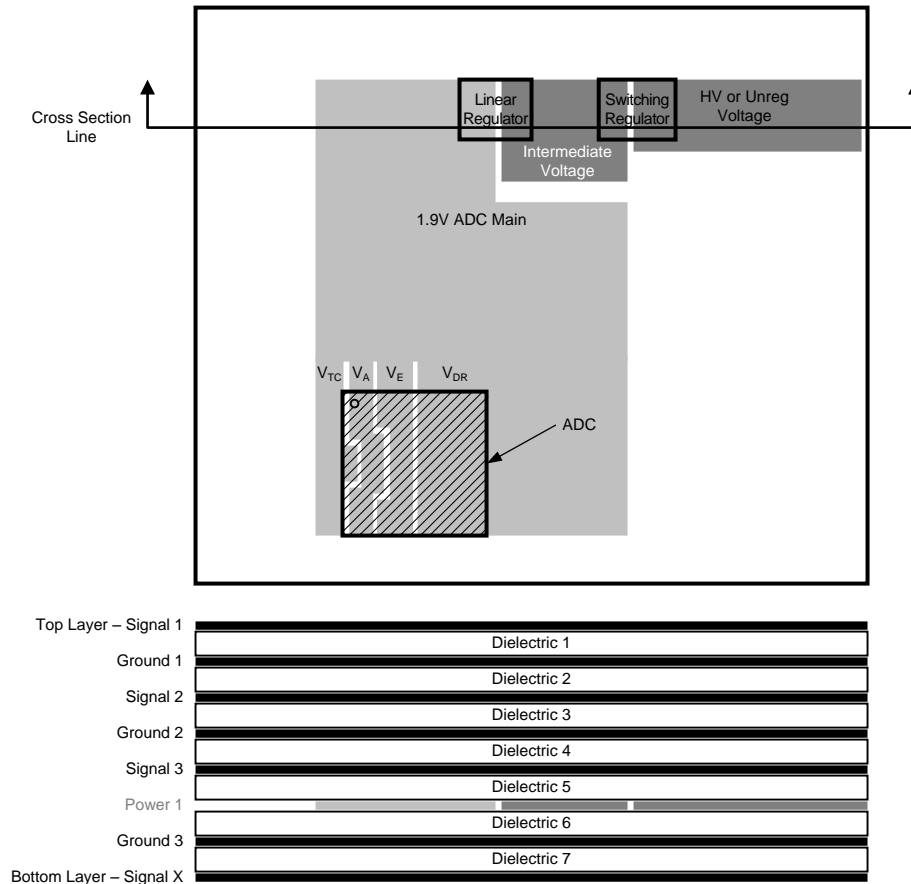 Cross Section
Line
Linear
Regulator
Switching
Regulator
HV or Unreg
Voltage
Intermediate
Voltage
1.9V ADC Main
VTC
VA
VE
VDR
ADC
Top Layer – Signal 1
Dielectric 1
Ground 1
Dielectric 2
Signal 2
Dielectric 3
Ground 2
Dielectric 4
Signal 3
Dielectric 5
Power 1
Dielectric 6
Ground 3
Dielectric 7
Bottom Layer – Signal X